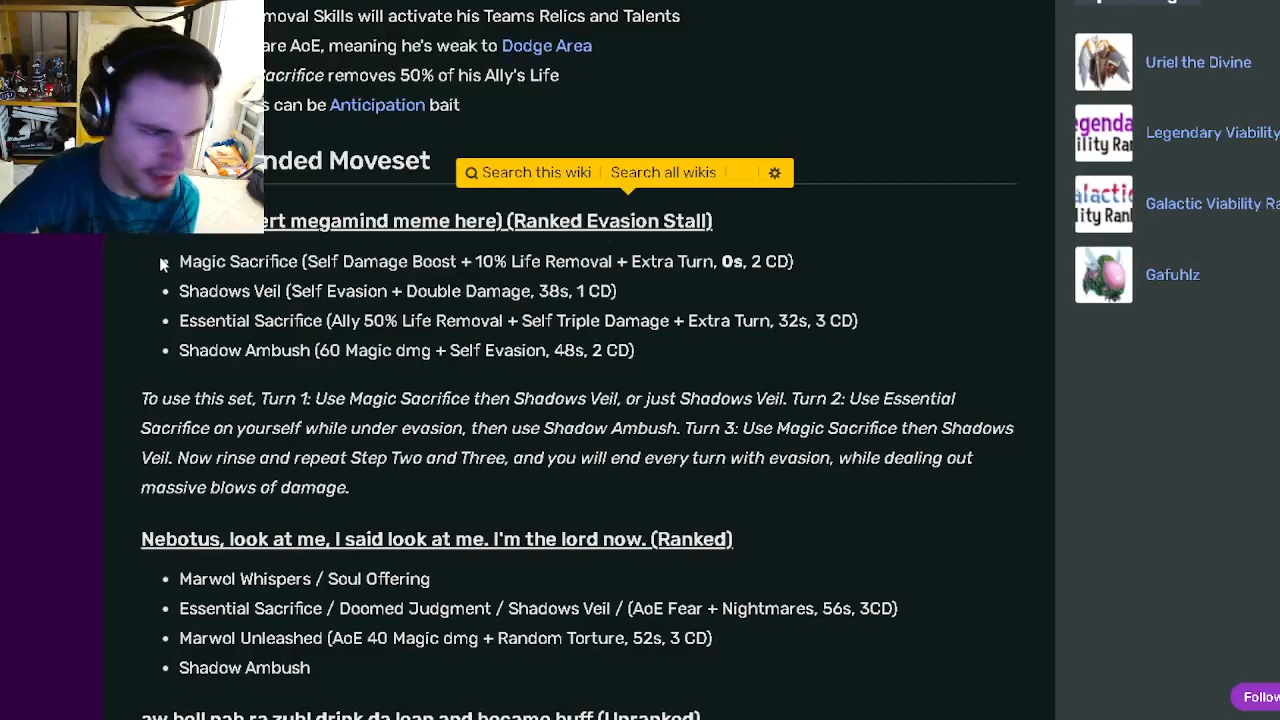 moval Skills will activate his Teams Relics and Talents
are AoE, meaning he's weak to Dodge Area
Sacrifice removes 50% of his Ally's Life
s can be Anticipation bait
nded Moveset
Search this wiki Search all wikis
ert megamind meme here) (Ranked Evasion Stall)
Magic Sacrifice (Self Damage Boost + 10% Life Removal + Extra Turn, 0s, 2 CD)
Shadows Veil (Self Evasion + Double Damage, 38s, 1 CD)
Essential Sacrifice (Ally 50% Life Removal + Self Triple Damage + Extra Turn, 32s, 3 CD)
Shadow Ambush (60 Magic dmg + Self Evasion, 48s, 2 CD)
To use this set, Turn 1: Use Magic Sacrifice then Shadows Veil, or just Shadows Veil. Turn 2: Use Essential
Sacrifice on yourself while under evasion, then use Shadow Ambush. Turn 3: Use Magic Sacrifice then Shadows
Veil. Now rinse and repeat Step Two and Three, and you will end every turn with evasion, while dealing out
massive blows of damage.
Nebotus, look at me, I said look at me. I'm the lord now. (Ranked)
Marwol Whispers / Soul Offering
Essential Sacrifice / Doomed Judgment / Shadows Veil / (AoE Fear + Nightmares, 56s, 3CD)
Marwol Unleashed (AoE 40 Magic dmg + Random Torture, 52s, 3 CD)
Shadow Ambush
Uriel the Divine
egenda
ility Ra
Legendary Viability
alactic
ity Rank
Galactic Viability Ra
Gafuhlz
Follow